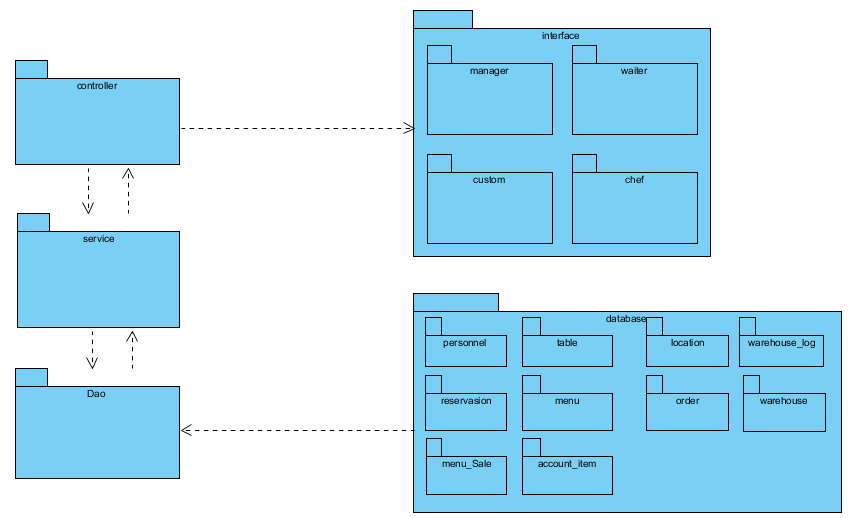 interface
manager
waiter
controller
custom
chef
service
database
personnel
table
location
warehouse_log
Dao
reservasion
menu
order
warehouse
menu_Sale
account_item